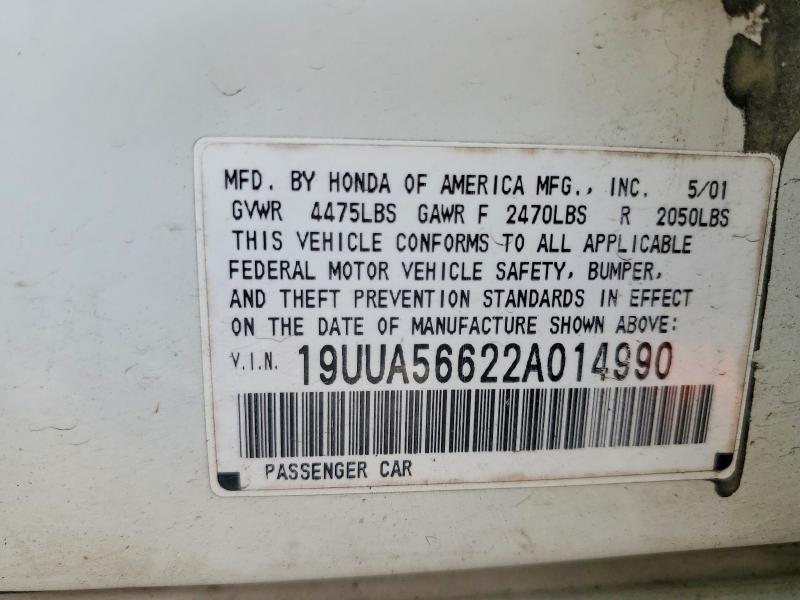 MFD. BY HONDA OF AMERICA MFG., INC. 5/01
GVWR 4475LBS GAWR F 2470LBS R 2050LBS
THIS VEHICLE CONFORMS TO ALL APPLICABLE
FEDERAL MOTOR VEHICLE SAFETY, BUMPER,
AND THEFT PREVENTION STANDARDS IN EFFECT
ON THE DATE OF MANUFACTURE SHOWN ABOVE:
V.I.N. 19UUA56622A014990
PASSENGER CAR